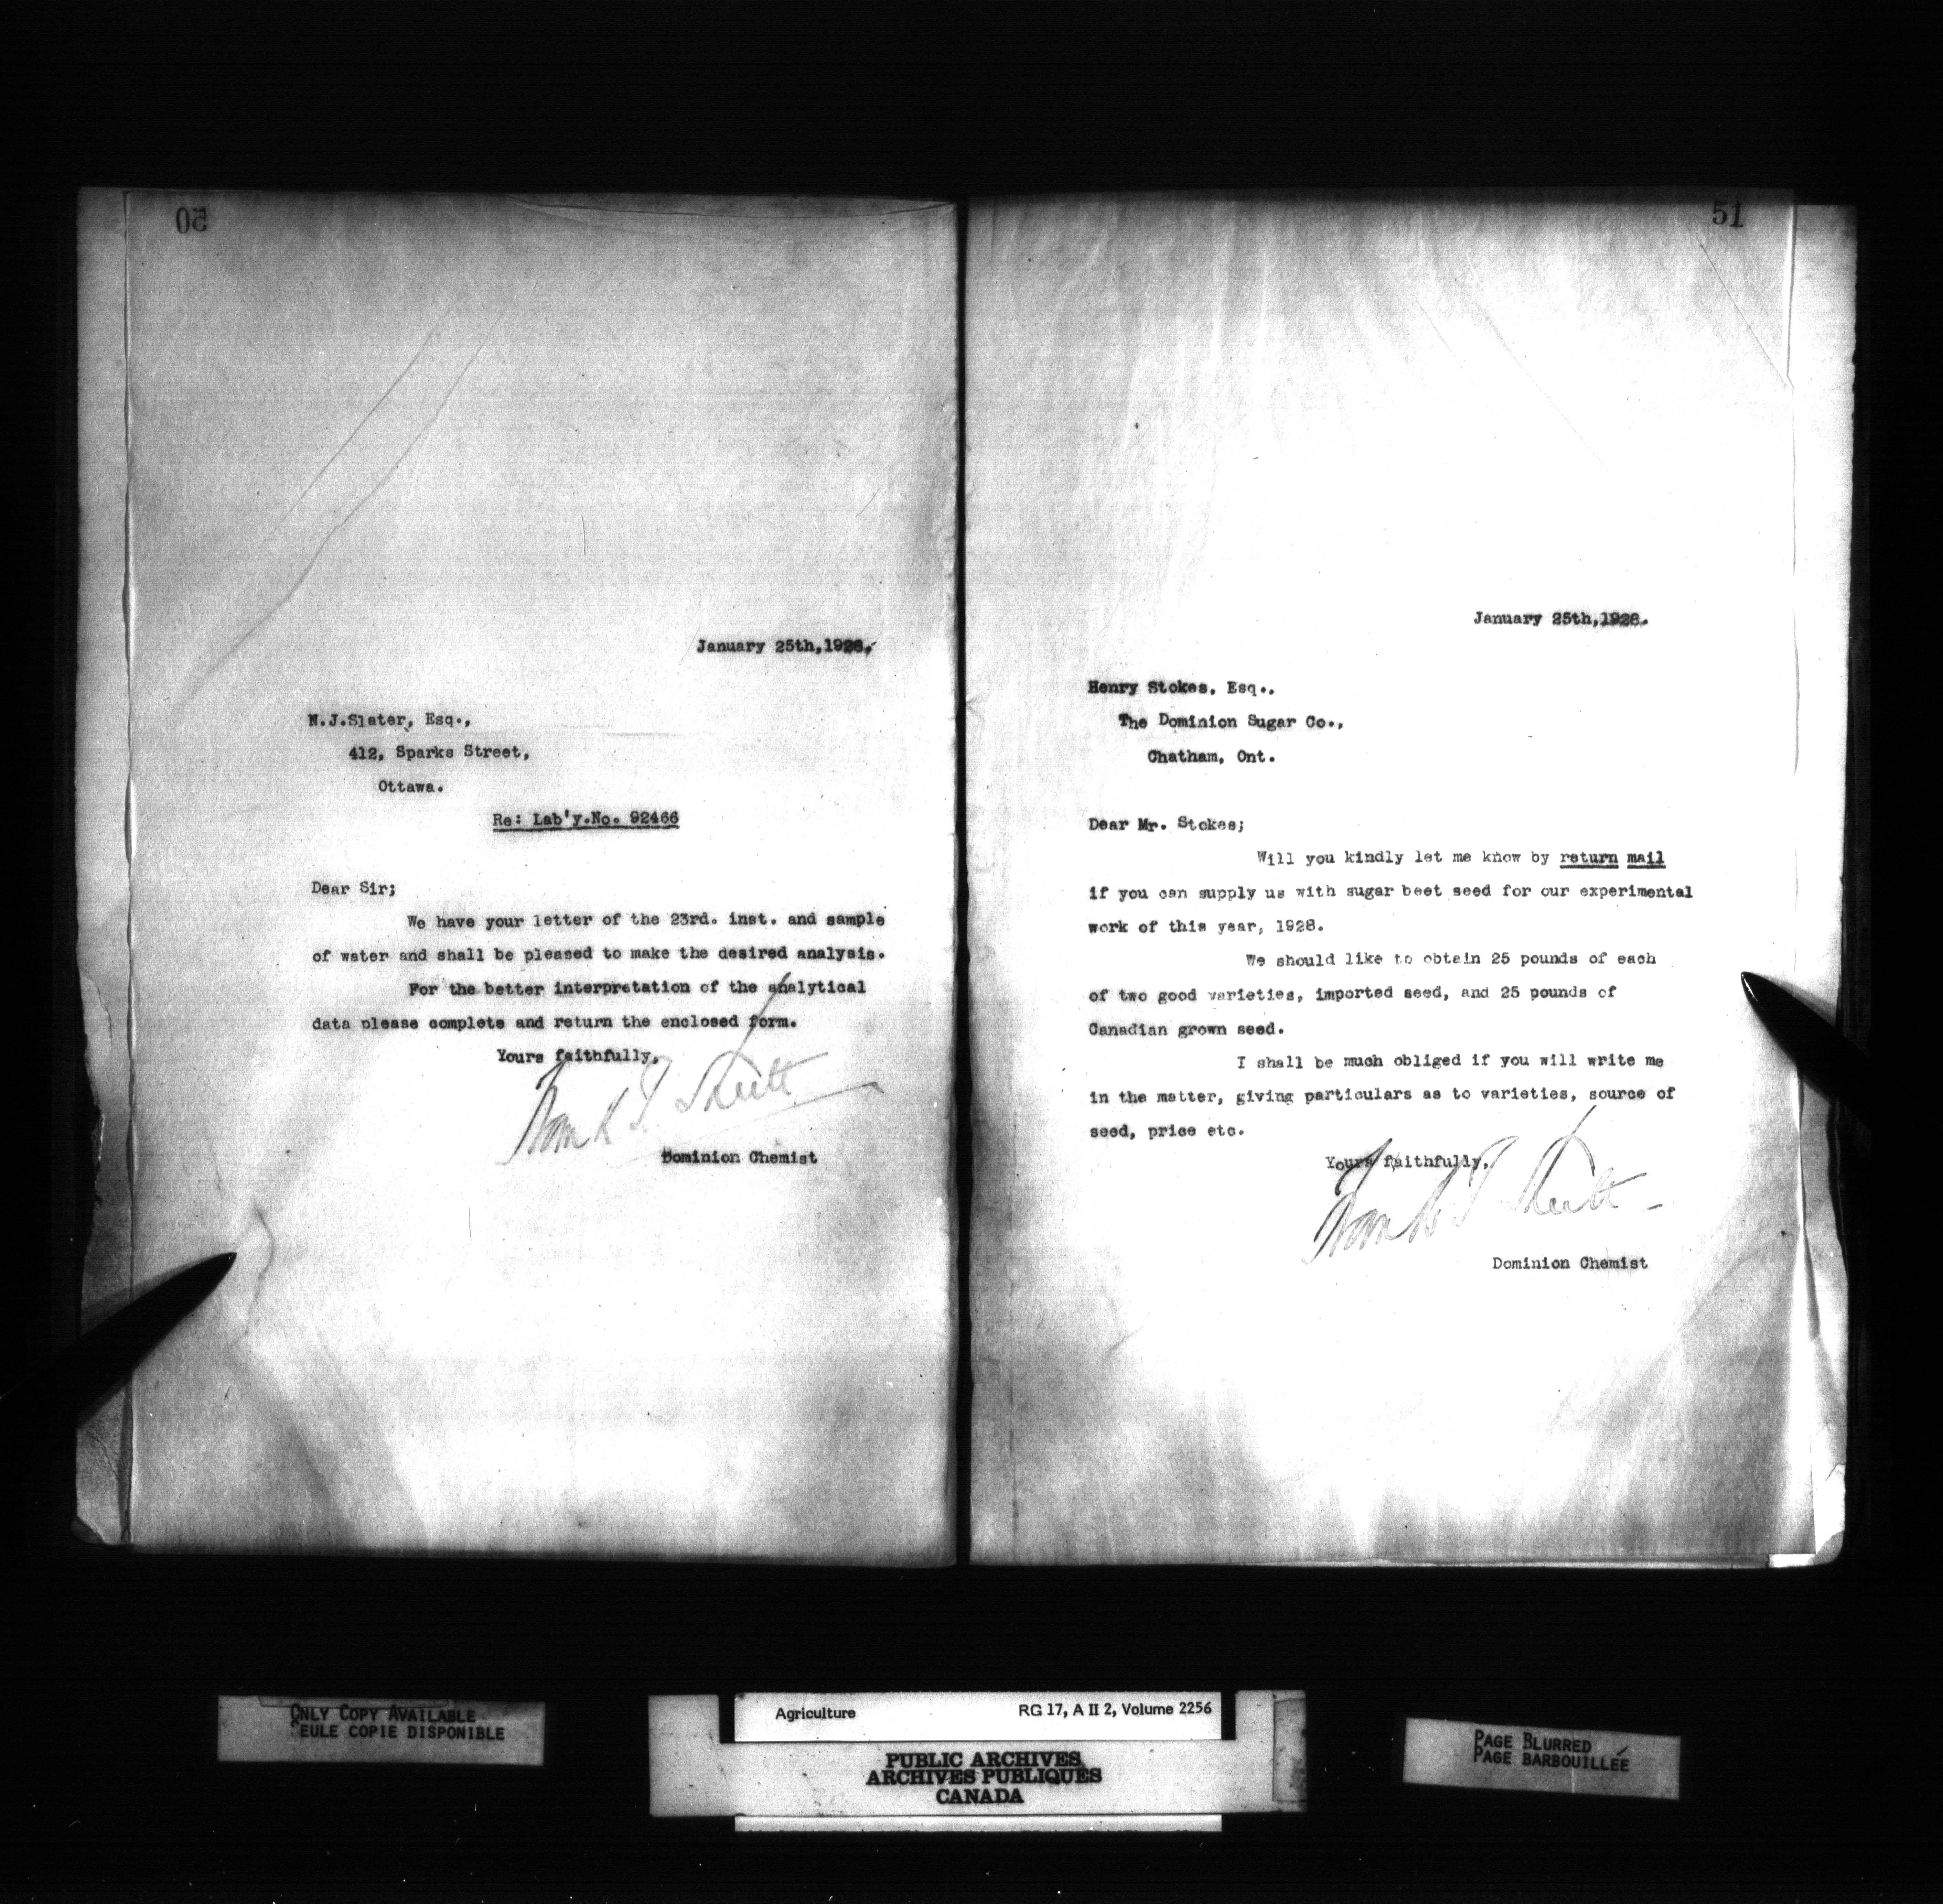 50
January 25th,1928.
N.J.Slater, Esq.,
412, Sparks Street,
Ottawa.
Re: Lab'y.No. 92466
Dear Sir;
We have your letter of the 23rd. inst. and sample
of water and shall be pleased to make the desired analysis.
For the better interpretation of the analytical
data please complete and return the enclosed form.
Yours faithfully,
Frank T Shutt
Dominion Chemist
51
January 25th,1928.
Henry Stokes, Esq.,
The Dominion Sugar Co.,
Chatham, Ont.
Dear Mr. Stokes;
Will you kindly let me know by return mail
if you can supply us with sugar beet seed for our experimental
work of this year, 1928.
We should like to obtain 25 pounds of each
of two good varieties, imported seed, and 25 pounds of
Canadian grown seed.
I shall be much obliged if you will write me
in the matter, giving particulars as to varieties, source of
seed, price etc.
Yours faithfully,
Frank T Shutt
Dominion Chemist
ONLY COPY AVAILABLE
SEULE COPIE DISPONIBLE
Agriculture RG 17, A II 2, Volume 2256
PUBLIC ARCHIVES
ARCHIVES PUBLIQUES
CANADA
PAGE BLURRED
PAGE BARBOUILLÉE